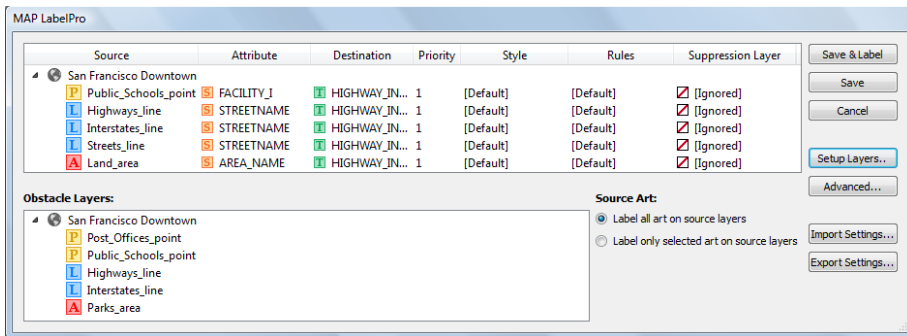 MAP LabelPro
Source Attribute Destination Priority Style Rules Suppression Layer
San Francisco Downtown
P Public_Schools_point S FACILITY_I T HIGHWAY_IN... 1 [Default] [Default] [Ignored]
L Highways_line S STREETNAME T HIGHWAY_IN... 1 [Default] [Default] [Ignored]
L Interstates_line S STREETNAME T HIGHWAY_IN... 1 [Default] [Default] [Ignored]
L Streets_line S STREETNAME T HIGHWAY_IN... 1 [Default] [Default] [Ignored]
A Land_area S AREA_NAME T HIGHWAY_IN... 1 [Default] [Default] [Ignored]
Save & Label
Save
Cancel
Setup Layers..
Advanced...
Import Settings...
Export Settings...
Obstacle Layers:
San Francisco Downtown
P Post_Offices_point
P Public_Schools_point
L Highways_line
L Interstates_line
A Parks_area
Source Art:
Label all art on source layers
Label only selected art on source layers